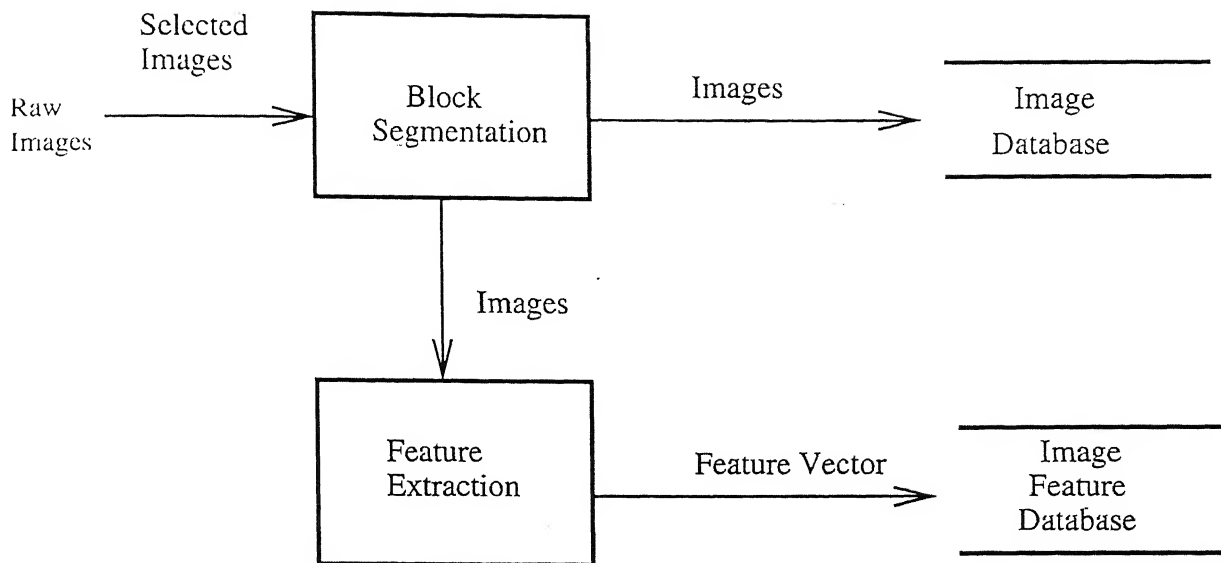 Selected
Images
Raw
Images
Block
Segmentation
Images
Image
Database
Images
Feature
Extraction
Feature Vector
Image
Feature
Database